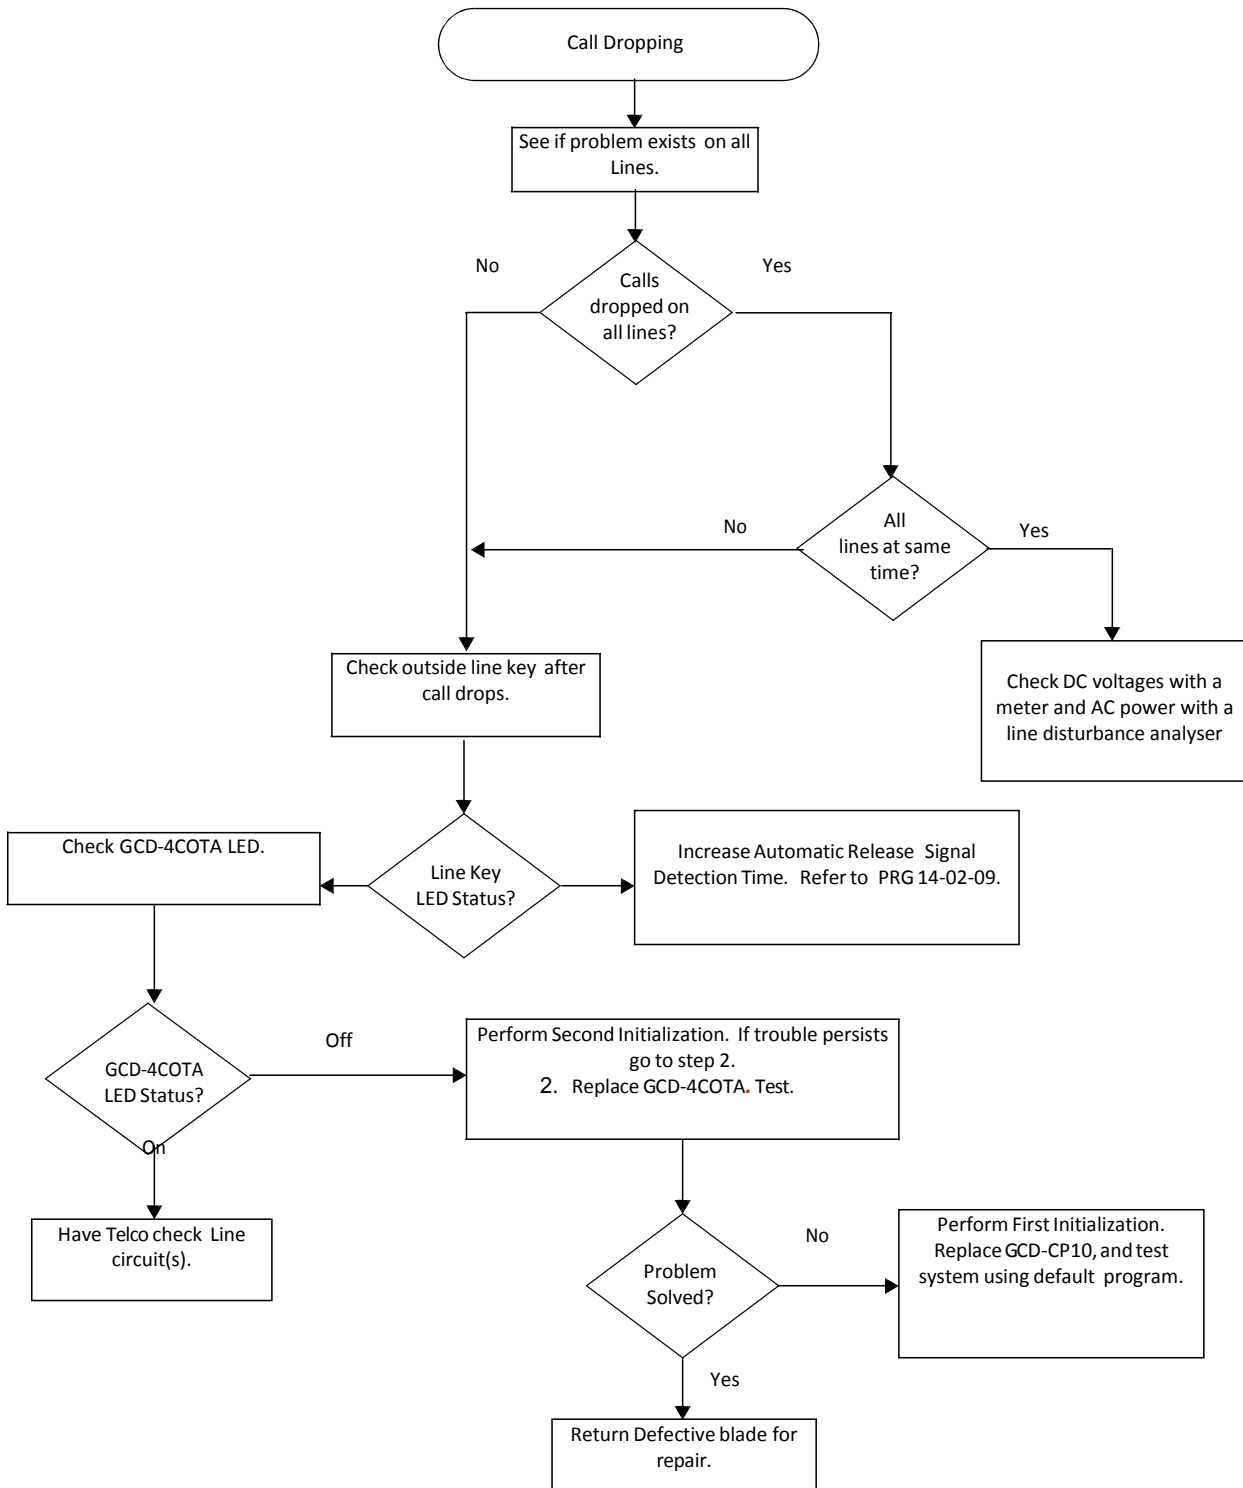 Call Dropping
See if problem exists on all
Lines.
No
Yes
Calls
dropped on
all lines?
No
Yes
All
lines at same
time?
Check outside line key after
call drops.
Check DC voltages with a
meter and AC power with a
line disturbance analyser
Check GCD-4COTA LED.
Line Key
LED Status?
Increase Automatic Release Signal
Detection Time. Refer to PRG 14-02-09.
GCD-4COTA
LED Status?
Off
On
Perform Second Initialization. If trouble persists
go to step 2.
2. Replace GCD-4COTA. Test.
Have Telco check Line
circuit(s).
Problem
Solved?
No
Yes
Perform First Initialization.
Replace GCD-CP10, and test
system using default program.
Return Defective blade for
repair.